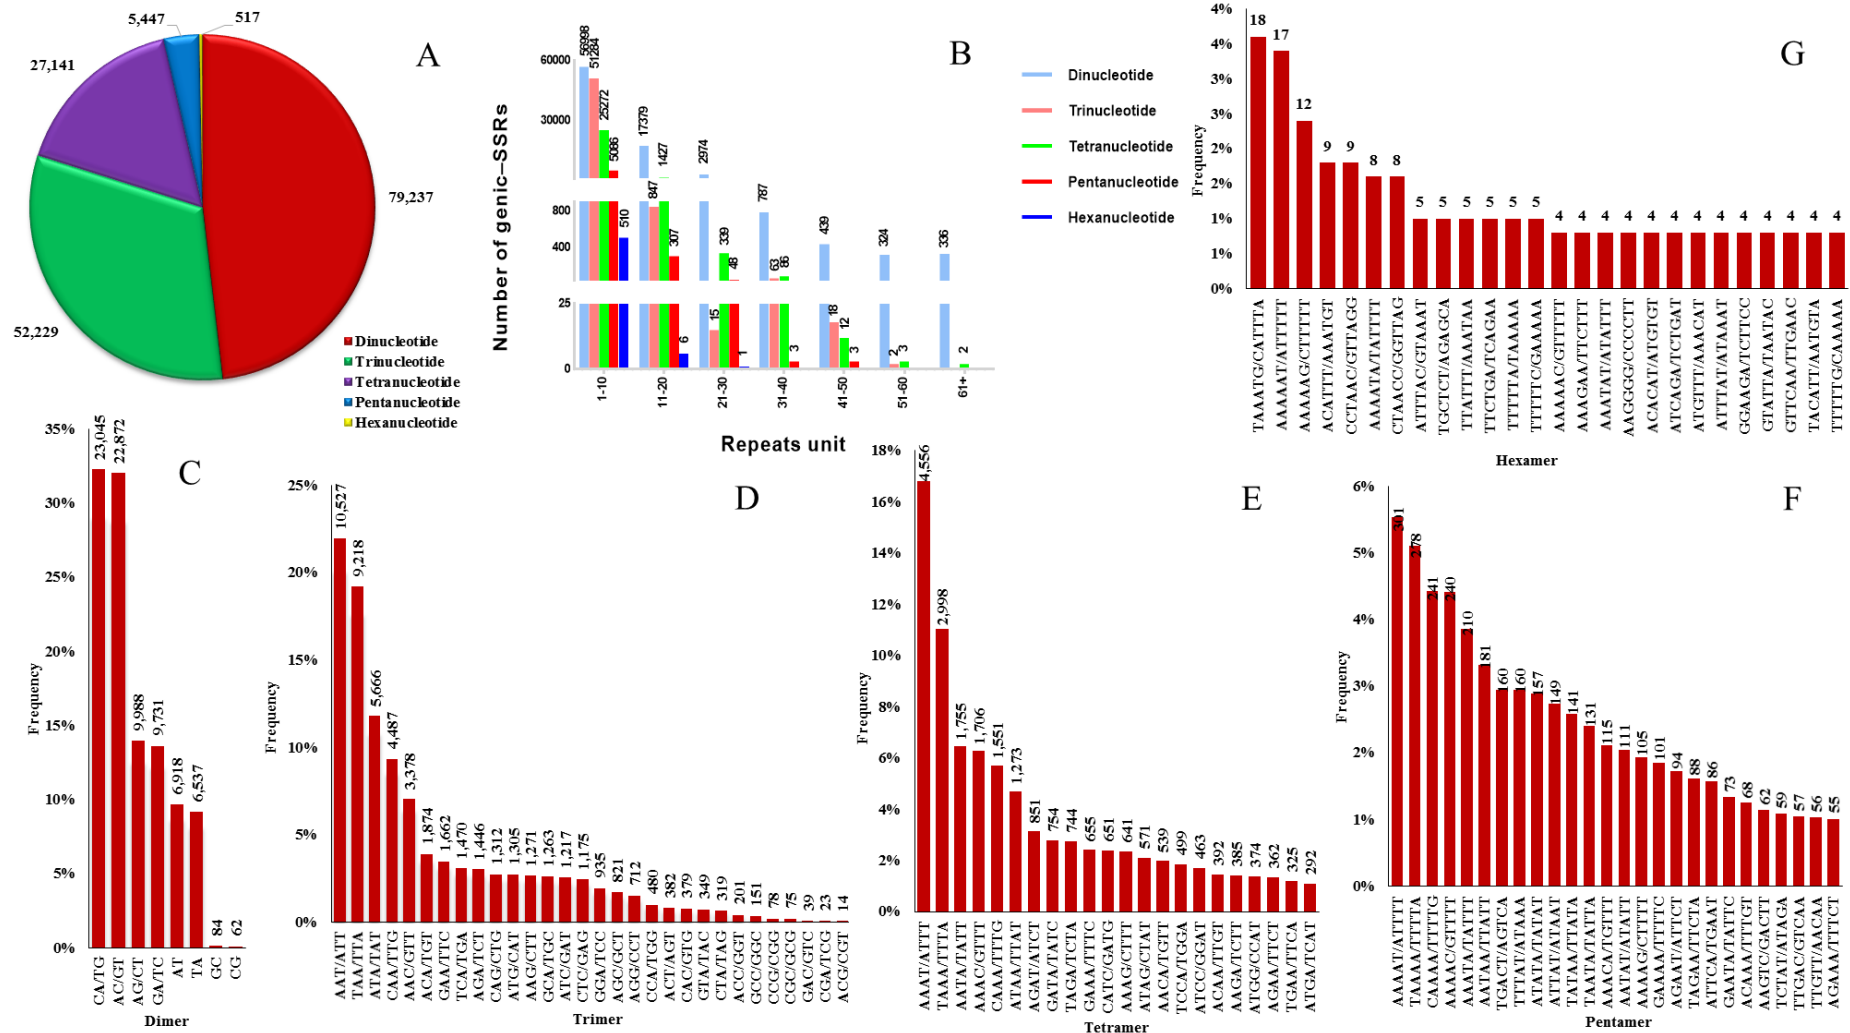 A
5,447
517
27,141
79,237
52,229
Dinucleotide
Trinucleotide
Tetranucleotide
Pentanucleotide
Hexanucleotide
B
Number of genic–SSRs
60000
30000
800
400
25
0
56998
51284
25272
5086
510
17379
847
1427
307
6
2974
15
339
48
1
787
63
86
3
439
18
12
3
324
2
3
336
2
1-10
11-20
21-30
31-40
41-50
51-60
61+
Repeats unit
Dinucleotide
Trinucleotide
Tetranucleotide
Pentanucleotide
Hexanucleotide
G
Frequency
4%
4%
3%
3%
2%
2%
1%
1%
0%
18
17
12
9
9
8
8
5
5
5
5
5
5
4
4
4
4
4
4
4
4
4
4
4
4
4
TAAATG/CATTTA
AAAAAT/ATTTTT
AAAAAG/CTTTTT
ACATTT/AAATGT
CCTAAC/GTTAGG
AAAATA/TATTTT
CTAACC/GGTTAG
ATTTAC/GTAAAT
TGCTCT/AGAGCA
TTATTT/AAATAA
TTCTGA/TCAGAA
TTTTTA/TAAAAA
TTTTTC/GAAAAA
AAAAAC/GTTTTT
AAAGAA/TTCTTT
AAATAT/ATATTT
AAGGGG/CCCCTT
ACACAT/ATGTGT
ATCAGA/TCTGAT
ATGTTT/AAACAT
ATTTAT/ATAAAT
GGAAGA/TCTTCC
GTATTA/TAATAC
GTTCAA/TTGAAC
TACATT/AATGTA
TTTTTG/CAAAAA
Hexamer
C
Frequency
35%
30%
25%
20%
15%
10%
5%
0%
23,045
22,872
9,988
9,731
6,918
6,537
84
62
CA/TG
AC/GT
AG/CT
GA/TC
AT
TA
GC
CG
Dimer
D
Frequency
25%
20%
15%
10%
5%
0%
10,527
9,218
5,666
4,487
3,378
1,874
1,662
1,470
1,446
1,312
1,305
1,271
1,263
1,217
1,175
935
821
712
480
382
379
349
319
201
151
78
75
39
23
14
AAT/ATT
TAA/TTA
ATA/TAT
CAA/TTG
AAC/GTT
ACA/TGT
GAA/TTC
TCA/TGA
AGA/TCT
CAG/CTG
ATG/CAT
AAG/CTT
GCA/TGC
ATC/GAT
CTC/GAG
GGA/TCC
AGC/GCT
AGG/CCT
CCA/TGG
ACT/AGT
CAC/GTG
GTA/TAC
CTA/TAG
ACC/GGT
GCC/GGC
CCG/CGG
CGC/GCG
GAC/GTC
CGA/TCG
ACG/CGT
Trimer
E
Frequency
18%
16%
14%
12%
10%
8%
6%
4%
2%
0%
4,556
2,998
1,755
1,706
1,551
1,273
851
754
744
655
651
641
571
539
499
463
392
385
374
362
325
292
AAAT/ATTT
TAAA/TTTA
AATA/TATT
AAAC/GTTT
CAAA/TTTG
ATAA/TTAT
AGAT/ATCT
GATA/TATC
TAGA/TCTA
GAAA/TTTC
CATC/GATG
AAAG/CTTT
ATAG/CTAT
AACA/TGTT
TCCA/TGGA
ATCC/GGAT
ACAA/TTGT
AAGA/TCTT
ATGG/CCAT
AGAA/TTCT
TGAA/TTCA
ATGA/TCAT
Tetramer
F
Frequency
6%
5%
4%
3%
2%
1%
0%
301
278
241
240
210
181
160
160
157
149
141
131
115
111
105
101
94
88
86
73
68
62
59
57
56
55
AAAAT/ATTTT
TAAAA/TTTTA
CAAAA/TTTTG
AAAAC/GTTTT
AAATA/TATTT
AATAA/TTATT
TGACT/AGTCA
TTTAT/ATAAA
ATATA/TATAT
ATTAT/ATAAT
TATAA/TTATA
TAATA/TATTA
AAACA/TGTTT
AATAT/ATATT
AAAAG/CTTTT
GAAAA/TTTTC
AGAAT/ATTCT
TAGAA/TTCTA
ATTCA/TGAAT
GAATA/TATTC
ACAAA/TTTGT
AAGTC/GACTT
TCTAT/ATAGA
TTGAC/GTCAA
TTGTT/AACAA
AGAAA/TTTCT
Pentamer